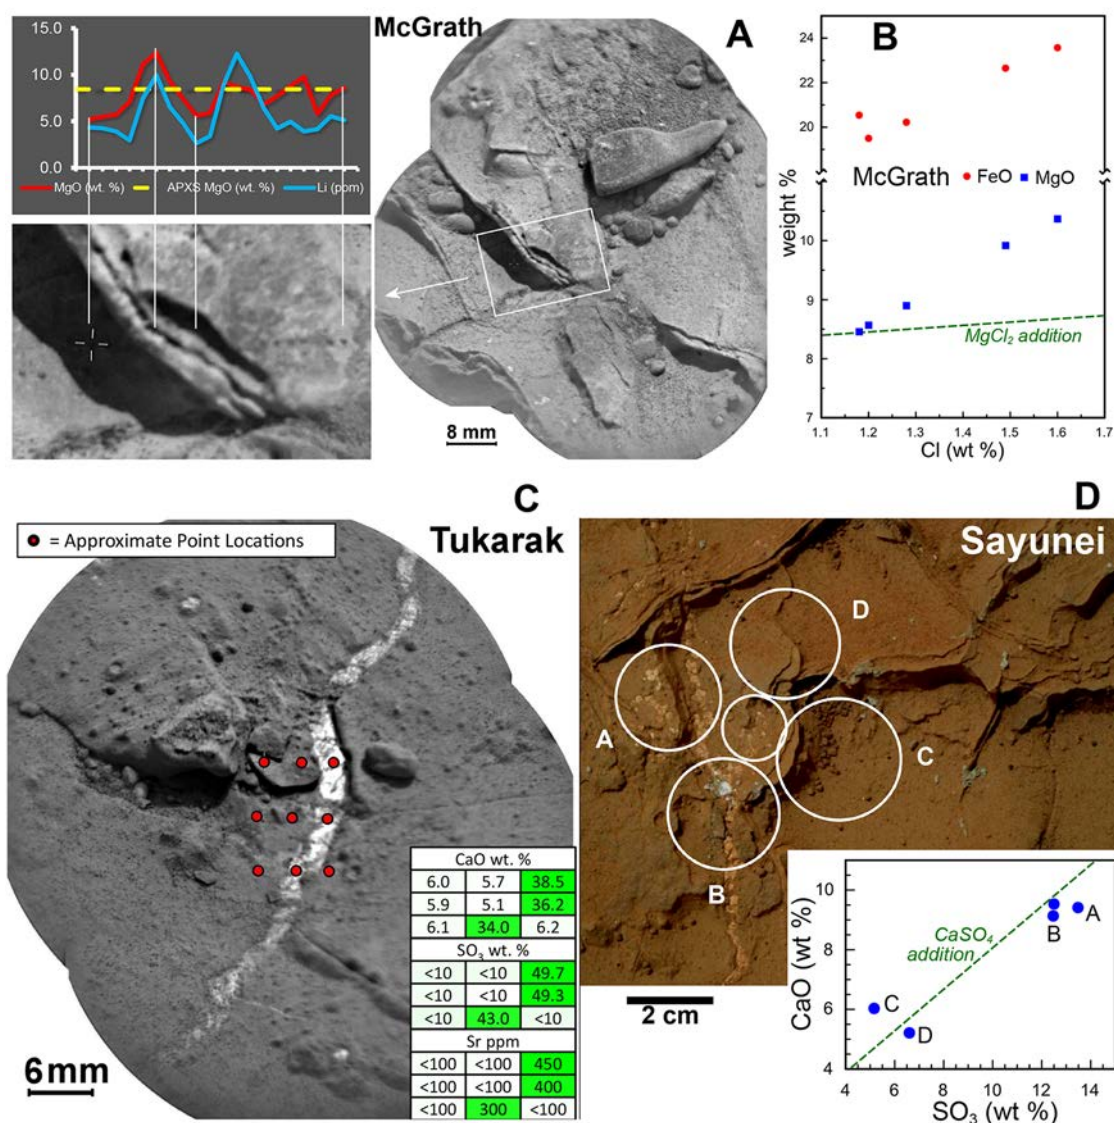 McGrath
A
15.0
10.0
5.0
0.0
MgO (wt. %) APXS MgO (wt. %) Li (ppm)
8 mm
B
24
22
20
10
9
8
7
weight %
McGrath FeO MgO
MgCl₂ addition
1.1 1.2 1.3 1.4 1.5 1.6 1.7
Cl (wt %)
C
Tukarak
= Approximate Point Locations
CaO wt. %
6.0 5.7 38.5
5.9 5.1 36.2
6.1 34.0 6.2
SO₃ wt. %
<10 <10 49.7
<10 <10 49.3
<10 43.0 <10
Sr ppm
<100 <100 450
<100 <100 400
<100 300 <100
6mm
D
Sayunei
D
A
C
B
2 cm
10
8
6
4
CaO (wt %)
CaSO₄
addition
A
B
C
D
4 6 8 10 12 14
SO₃ (wt %)